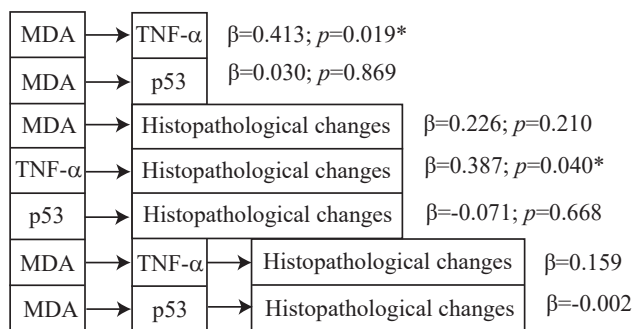 MDA TNF-α β=0.413; p=0.019*
MDA p53 β=0.030; p=0.869
MDA Histopathological changes β=0.226; p=0.210
TNF-α Histopathological changes β=0.387; p=0.040*
p53 Histopathological changes β=-0.071; p=0.668
MDA TNF-α Histopathological changes β=0.159
MDA p53 Histopathological changes β=-0.002